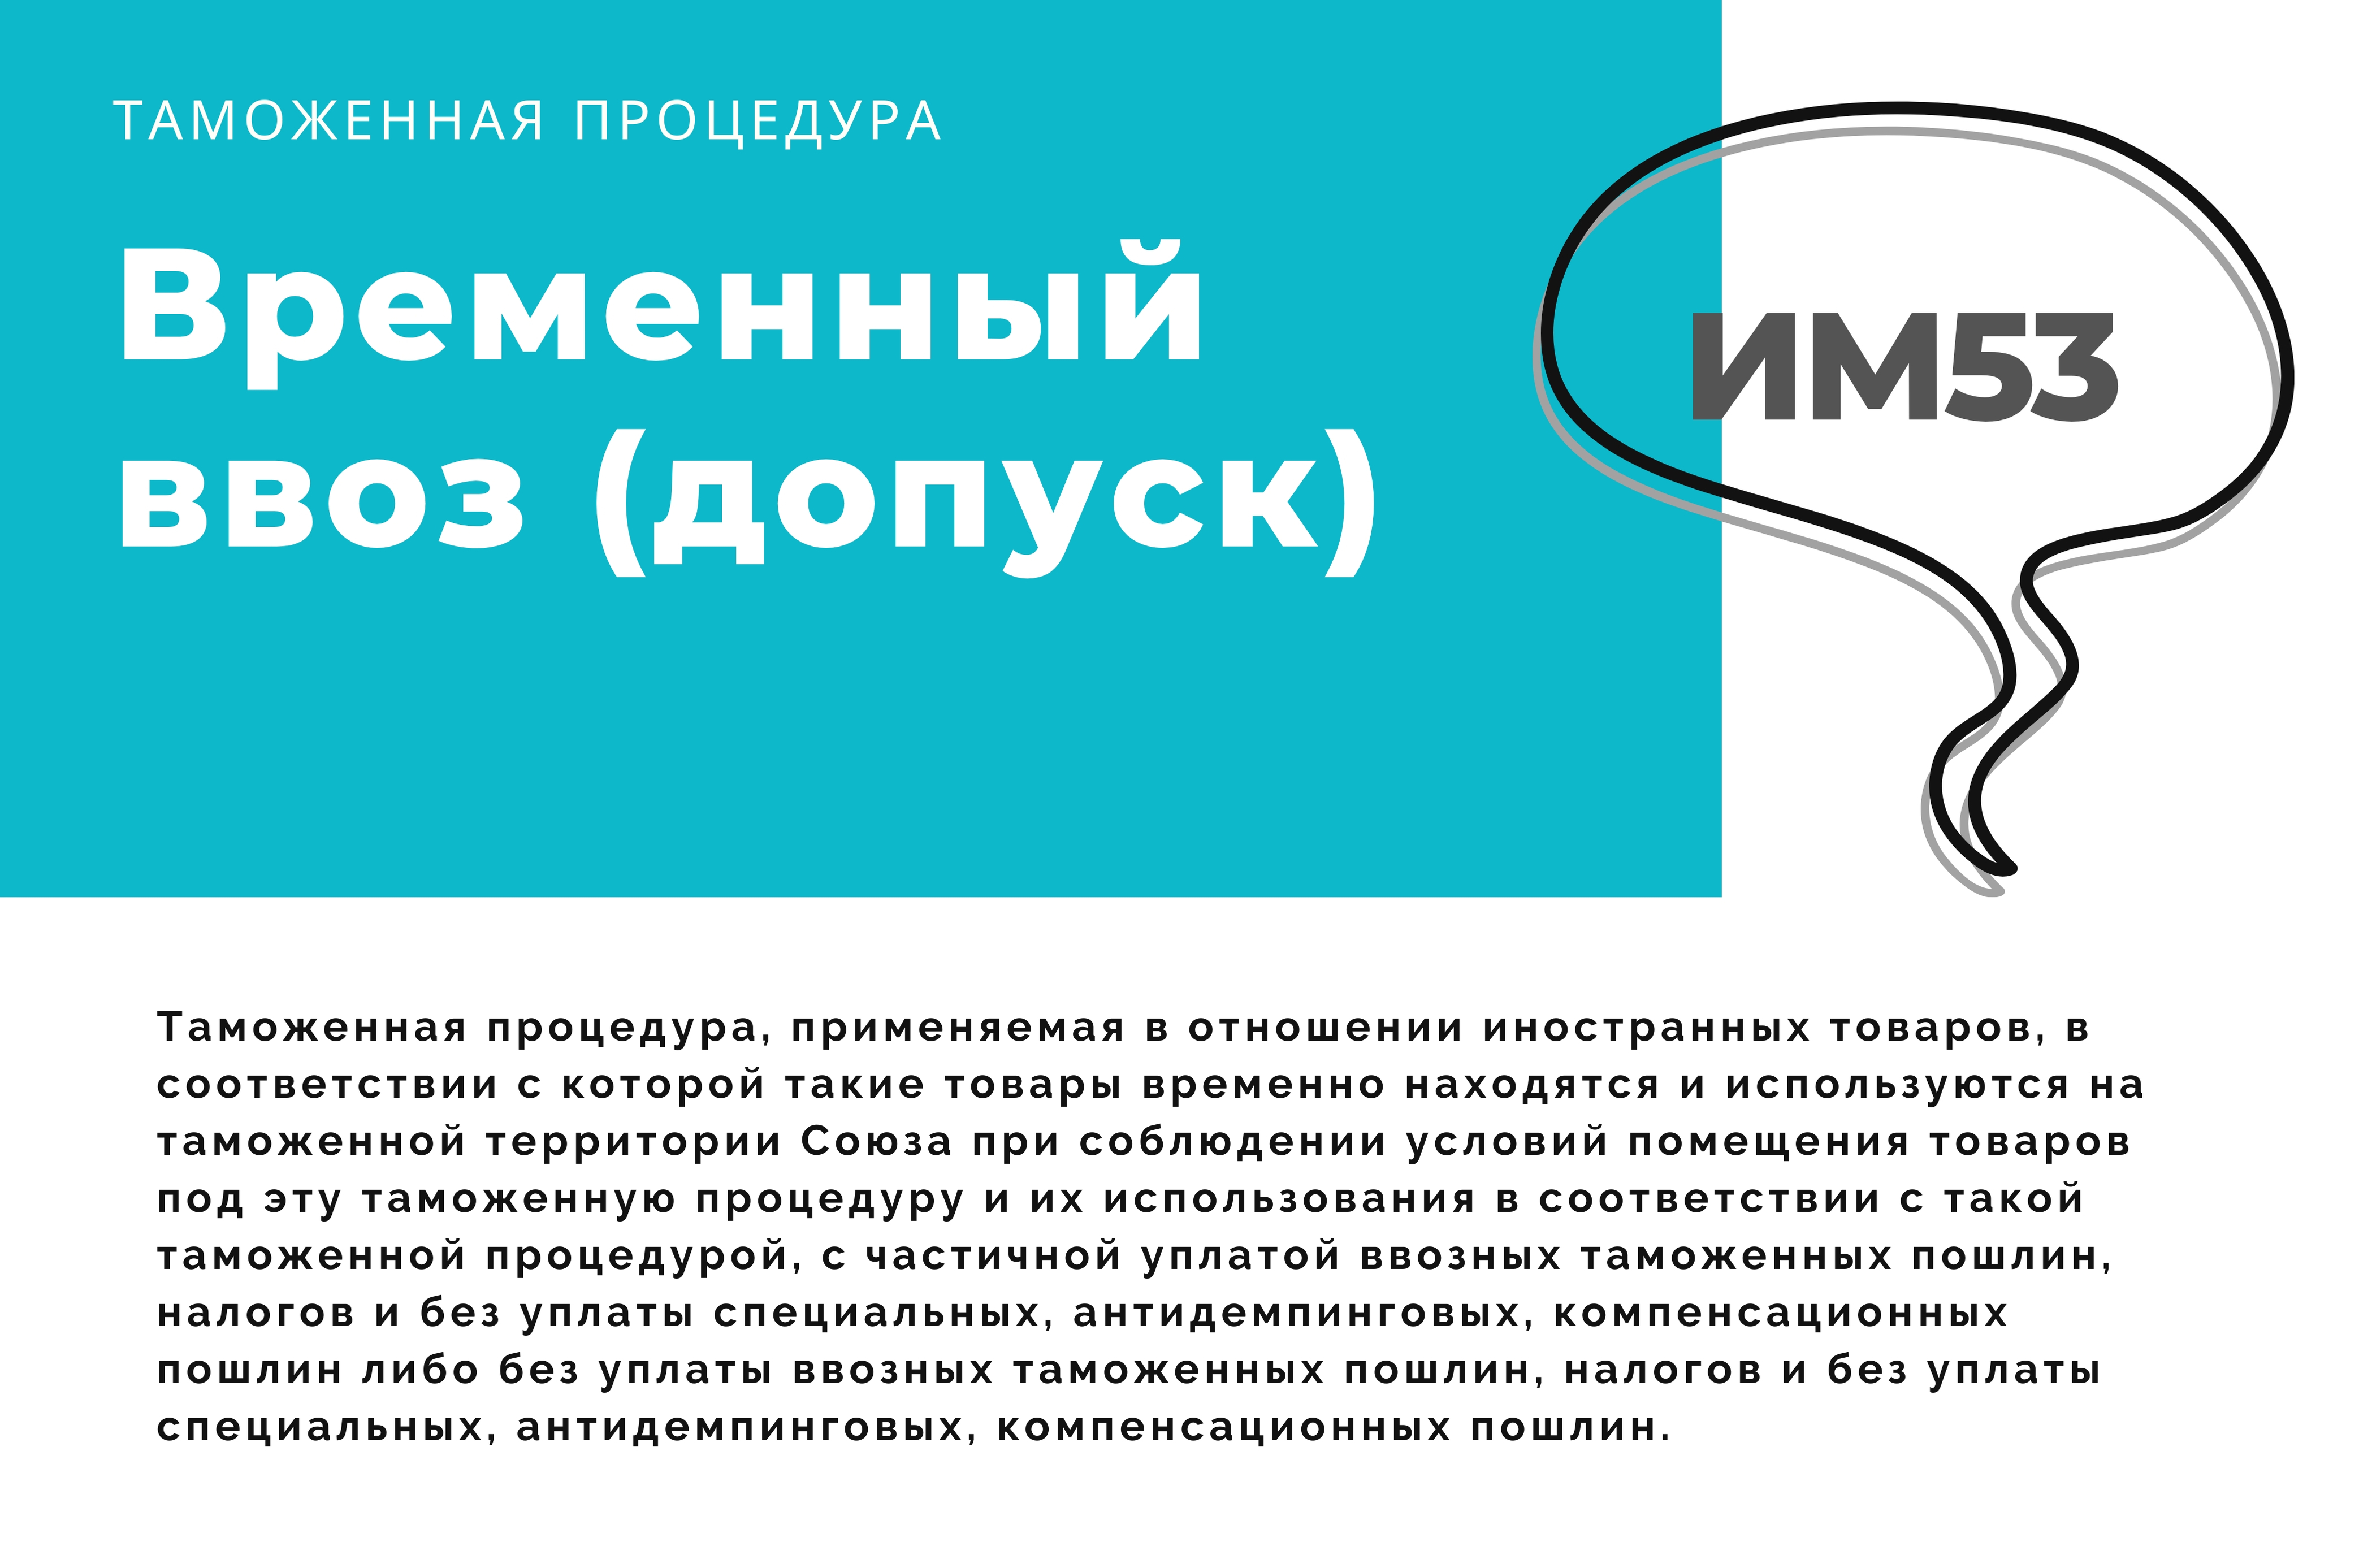 ТАМОЖЕННАЯ ПРОЦЕДУРА
Временный
ввоз (допуск)
ИМ53
Таможенная процедура, применяемая в отношении иностранных товаров, в
соответствии с которой такие товары временно находятся и используются на
таможенной территории Союза при соблюдении условий помещения товаров
под эту таможенную процедуру и их использования в соответствии с такой
таможенной процедурой, с частичной уплатой ввозных таможенных пошлин,
налогов и без уплаты специальных, антидемпинговых, компенсационных
пошлин либо без уплаты ввозных таможенных пошлин, налогов и без уплаты
специальных, антидемпинговых, компенсационных пошлин.